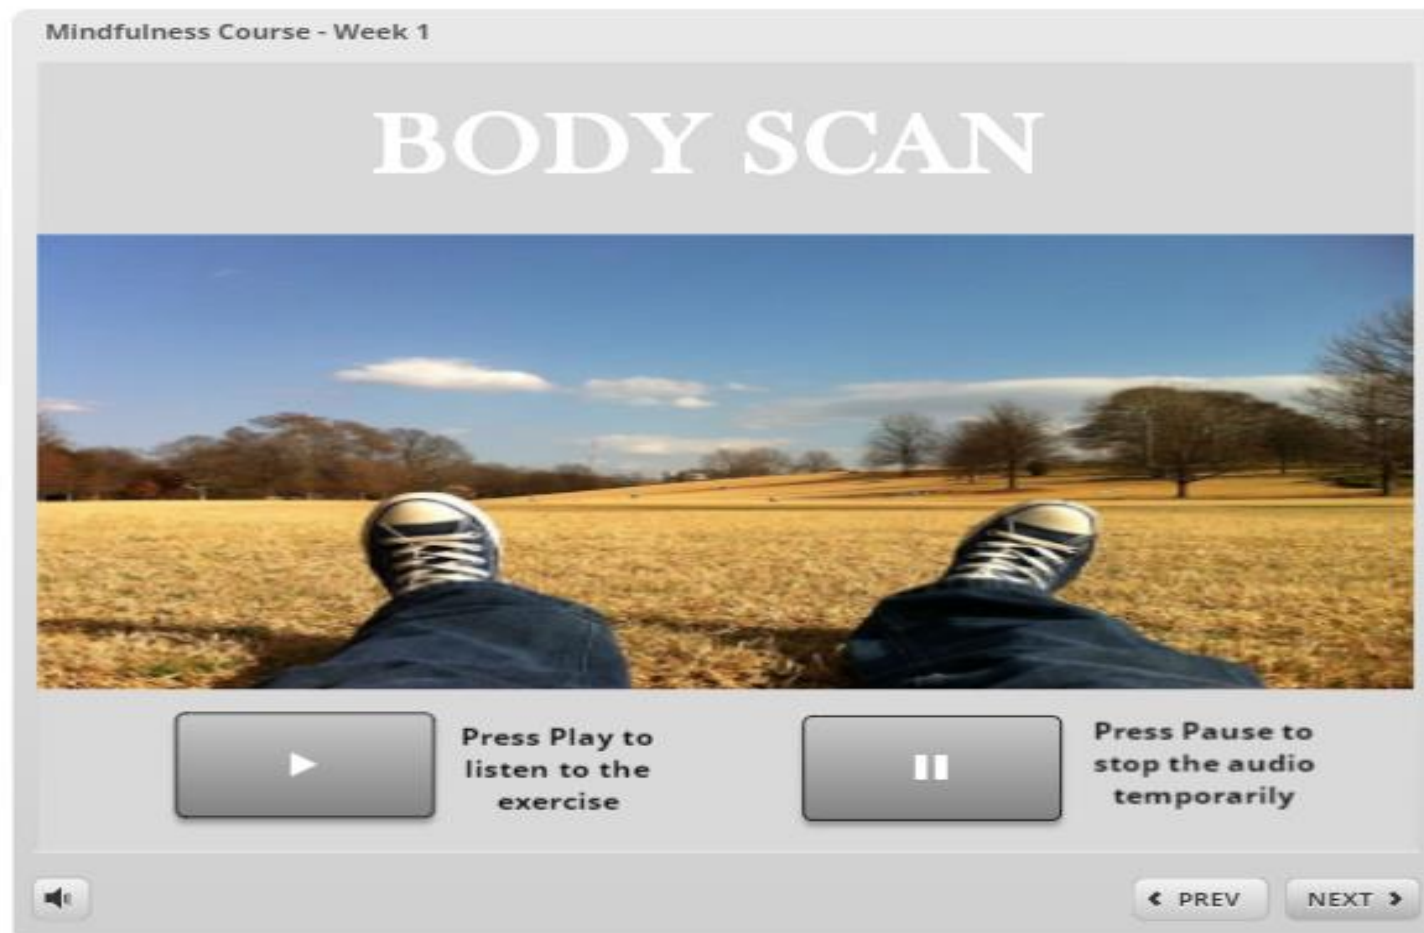 Mindfulness Course - Week 1
BODY SCAN
Press Play to
listen to the
exercise
Press Pause to
stop the audio
temporarily
PREV
NEXT